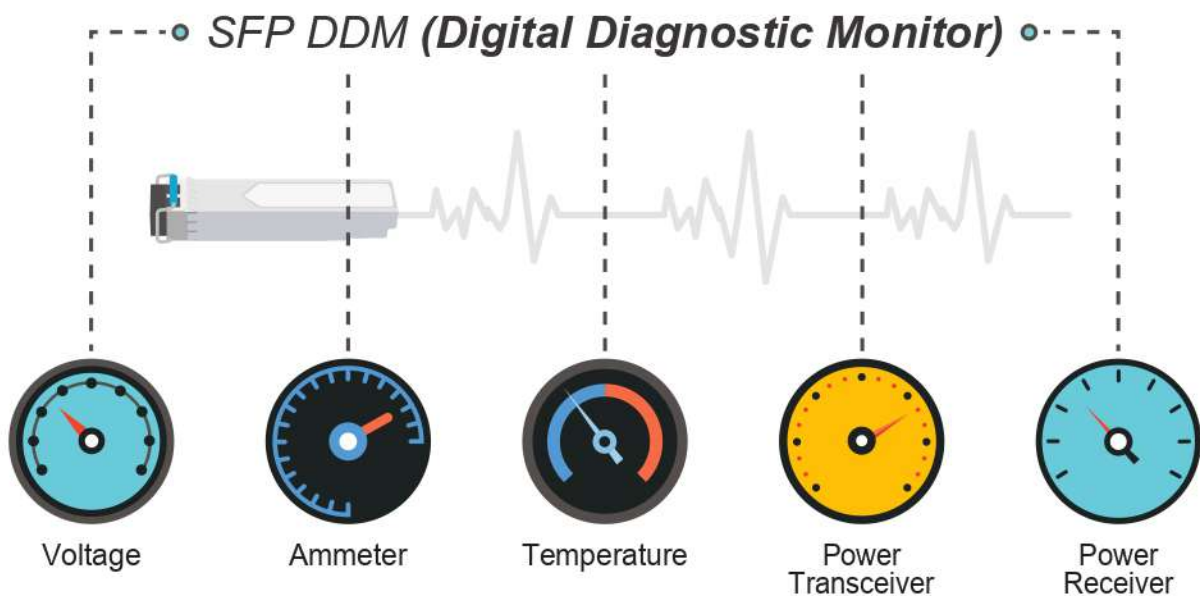 SFP DDM (Digital Diagnostic Monitor)
Voltage
Ammeter
Temperature
Power
Transceiver
Power
Receiver